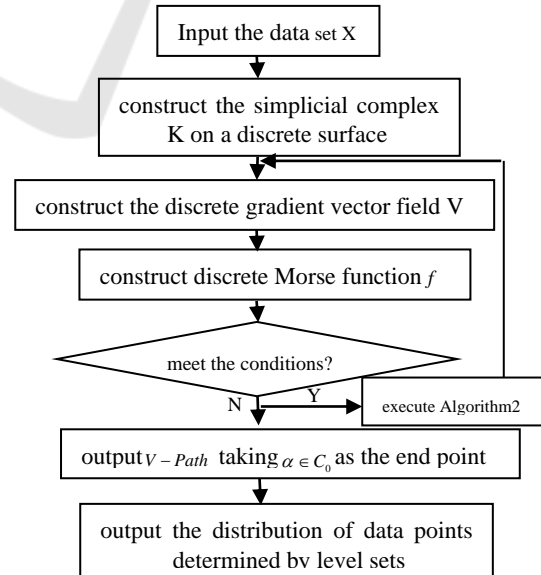 Input the data set X
construct the simplicial complex
K on a discrete surface
construct the discrete gradient vector field V
construct discrete Morse function f
meet the conditions?
N Y
execute Algorithm2
output V − Path taking α ∈ C₀ as the end point
output the distribution of data points
determined by level sets